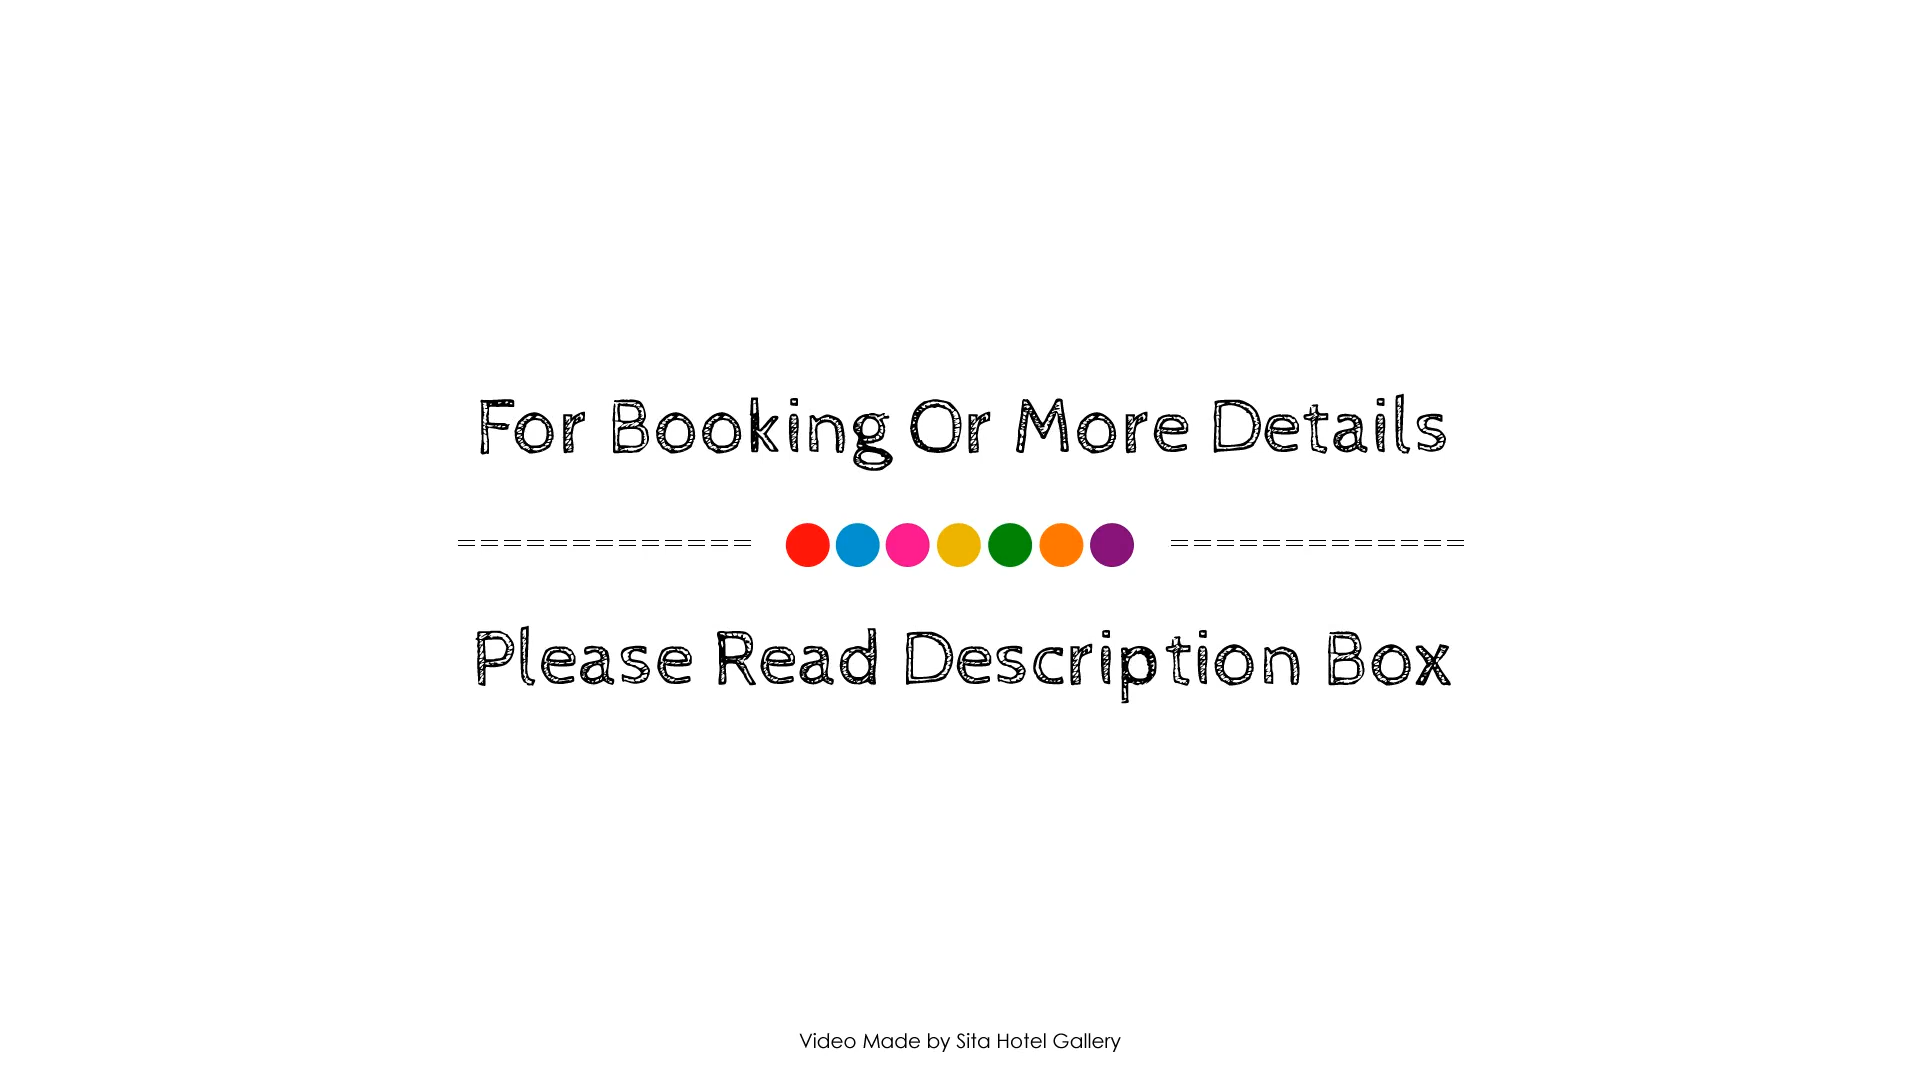 For Booking Or More Details
============= =============
Please Read Description Box
Video Made by Sita Hotel Gallery